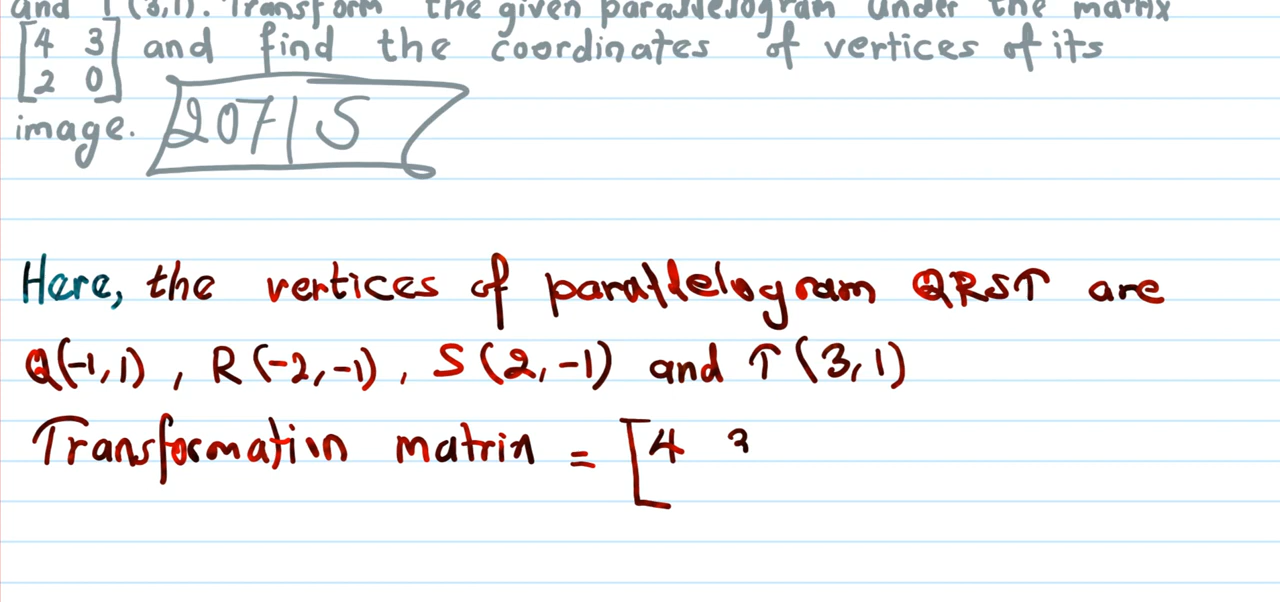 and T(3,1). Transform the given parallelogram under the matrix
[4 3
2 0] and find the coordinates of vertices of its
image. 2071 S
Here, the vertices of parallelogram QRST are
Q(-1,1), R(-2,-1), S(2,-1) and T(3,1)
Transformation matrix = [4 3